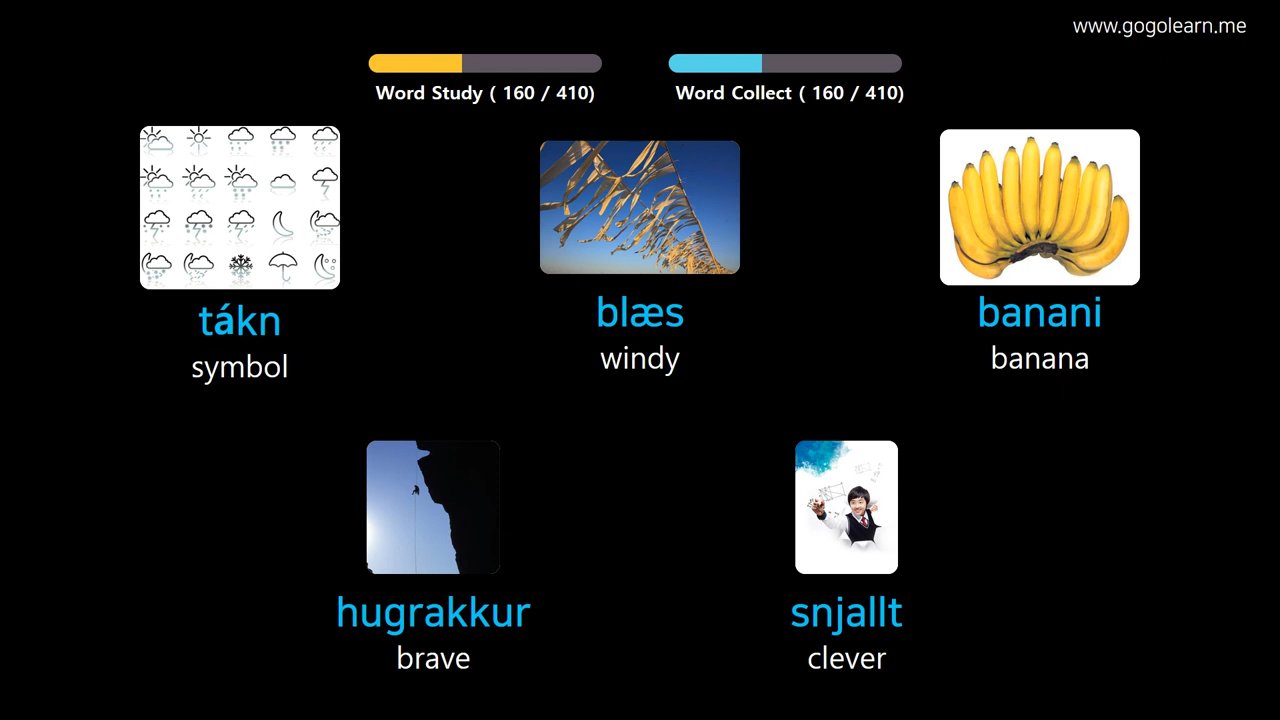 www.gogolearn.me
Word Study ( 160 / 410)
Word Collect ( 160 / 410)
tákn
symbol
blæs
windy
banani
banana
hugrakkur
brave
snjallt
clever